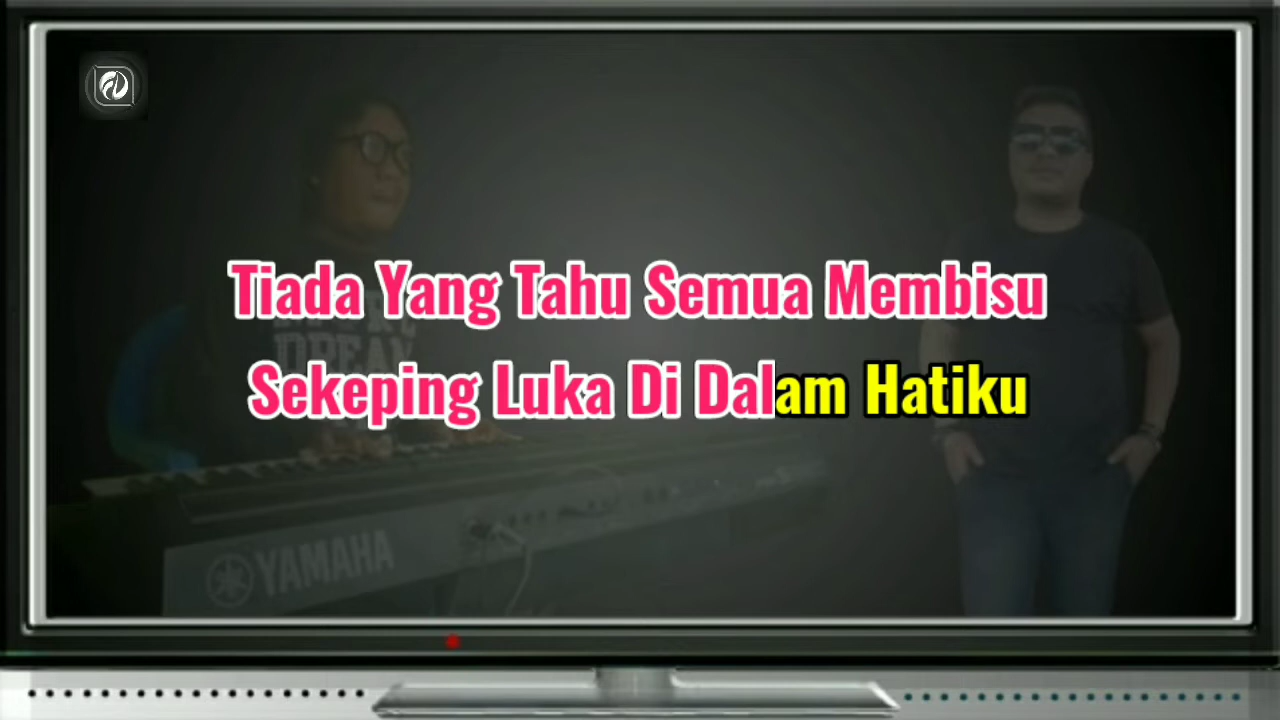 Tiada Yang Tahu Semua Membisu
Sekeping Luka Di Dalam Hatiku
YAMAHA